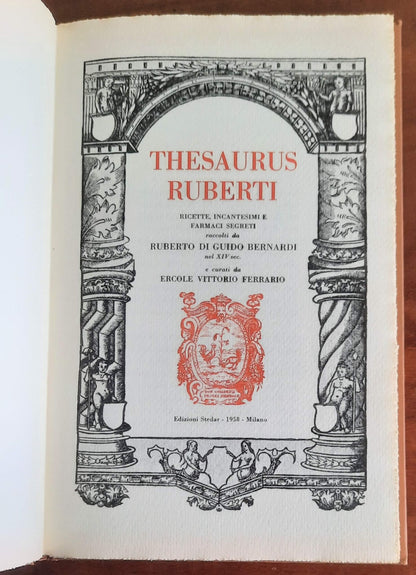 THESAURUS
RUBERTI
RICETTE, INCANTESIMI E
FARMACI SEGRETI
raccolti da
RUBERTO DI GUIDO BERNARDI
nel XIV sec.
e curati da
ERCOLE VITTORIO FERRARIO
Edizioni Stedar - 1958 - Milano